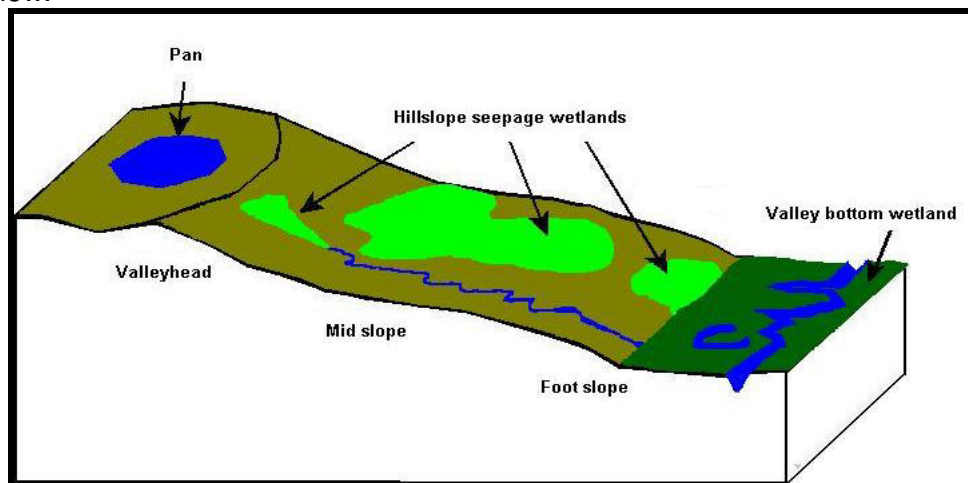 Pan
Hillslope seepage wetlands
Valley bottom wetland
Valleyhead
Mid slope
Foot slope